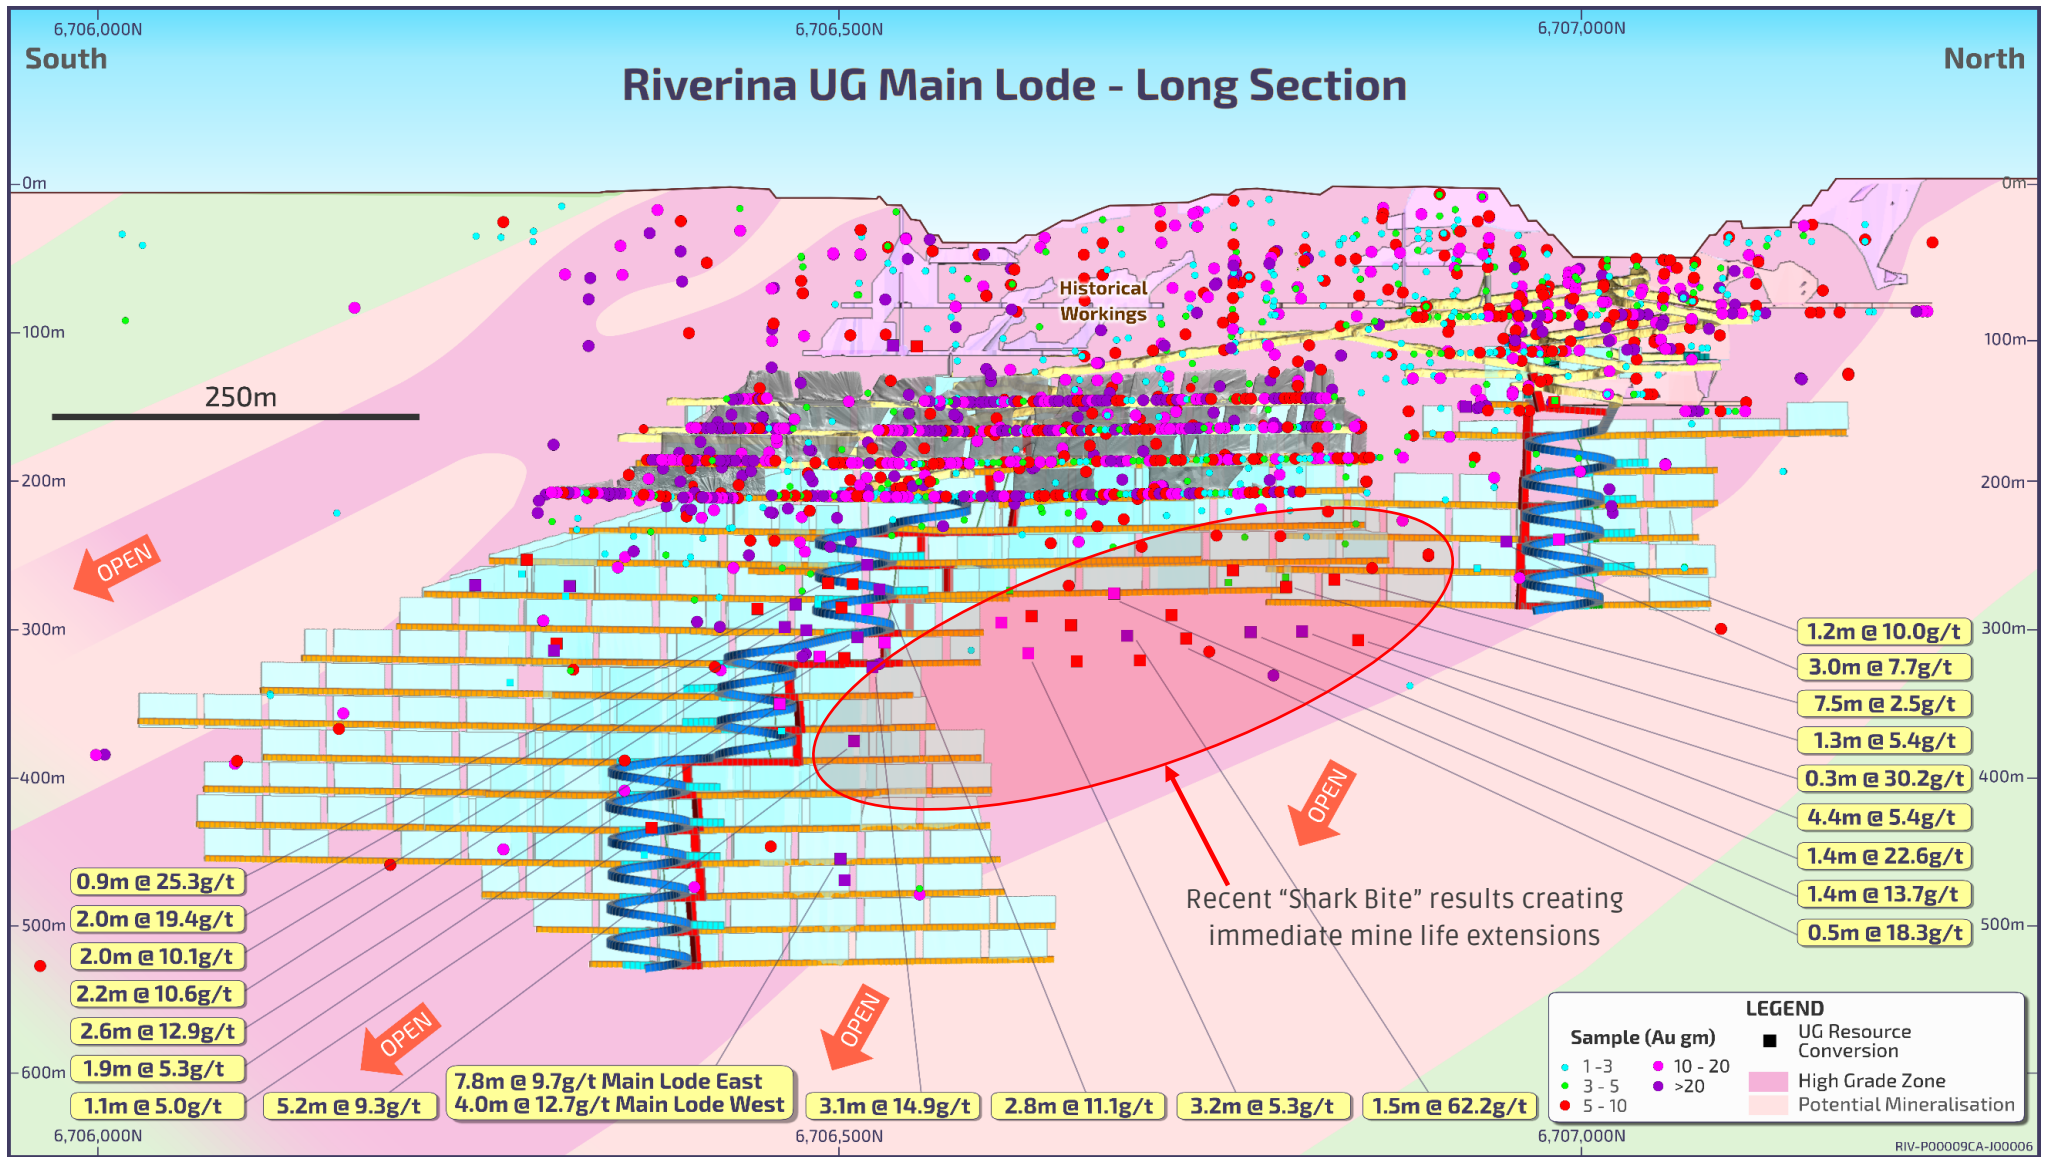 6,706,000N
6,706,500N
6,707,000N
South
North
Riverina UG Main Lode - Long Section
0m
0m
Historical
Workings
100m
100m
250m
200m
200m
OPEN
300m
300m
1.2m @ 10.0g/t
3.0m @ 7.7g/t
7.5m @ 2.5g/t
1.3m @ 5.4g/t
400m
400m
0.3m @ 30.2g/t
OPEN
4.4m @ 5.4g/t
1.4m @ 22.6g/t
1.4m @ 13.7g/t
0.5m @ 18.3g/t
Recent “Shark Bite” results creating
immediate mine life extensions
0.9m @ 25.3g/t
2.0m @ 19.4g/t
500m
500m
2.0m @ 10.1g/t
2.2m @ 10.6g/t
2.6m @ 12.9g/t
1.9m @ 5.3g/t
1.1m @ 5.0g/t
600m
OPEN
OPEN
5.2m @ 9.3g/t
7.8m @ 9.7g/t Main Lode East
4.0m @ 12.7g/t Main Lode West
3.1m @ 14.9g/t
2.8m @ 11.1g/t
3.2m @ 5.3g/t
1.5m @ 62.2g/t
LEGEND
Sample (Au gm)
1 -3
3 - 5
5 - 10
10 - 20
>20
UG Resource
Conversion
High Grade Zone
Potential Mineralisation
6,706,000N
6,706,500N
6,707,000N
RIV-P00009CA-J00006